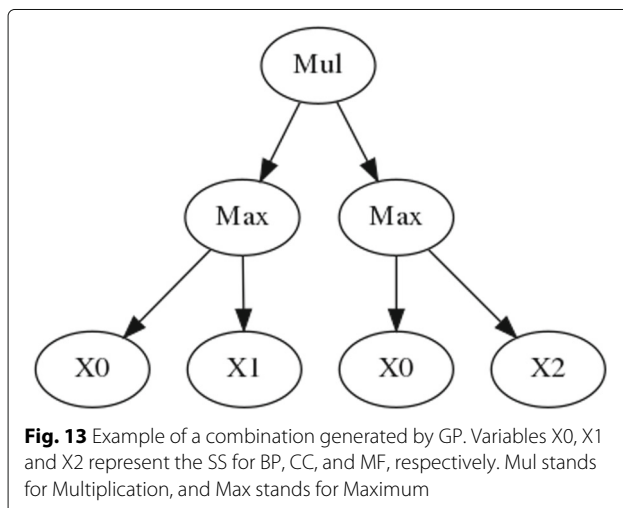 Mul
Max Max
X0 X1 X0 X2
Fig. 13 Example of a combination generated by GP. Variables X0, X1
and X2 represent the SS for BP, CC, and MF, respectively. Mul stands
for Multiplication, and Max stands for Maximum